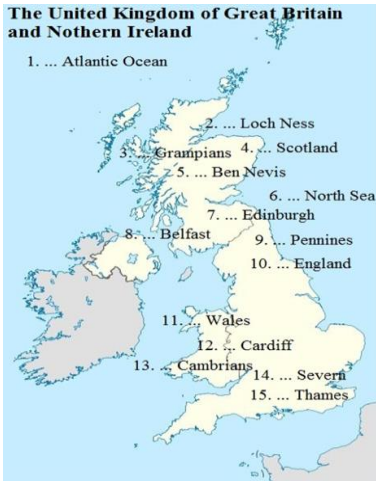 The United Kingdom of Great Britain
and Nothern Ireland
1. ... Atlantic Ocean
2. ... Loch Ness
3. ... Grampians
4. ... Scotland
5. ... Ben Nevis
6. ... North Sea
7. ... Edinburgh
8. ... Belfast
9. ... Pennines
10. ... England
11. ... Wales
12. ... Cardiff
13. ... Cambrians
14. ... Severn
15. ... Thames